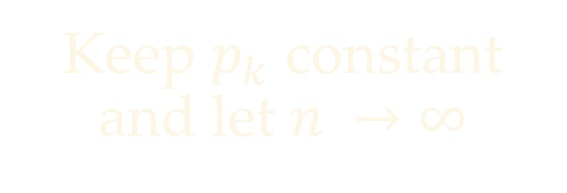 Keep pₖ constant
and let n → ∞